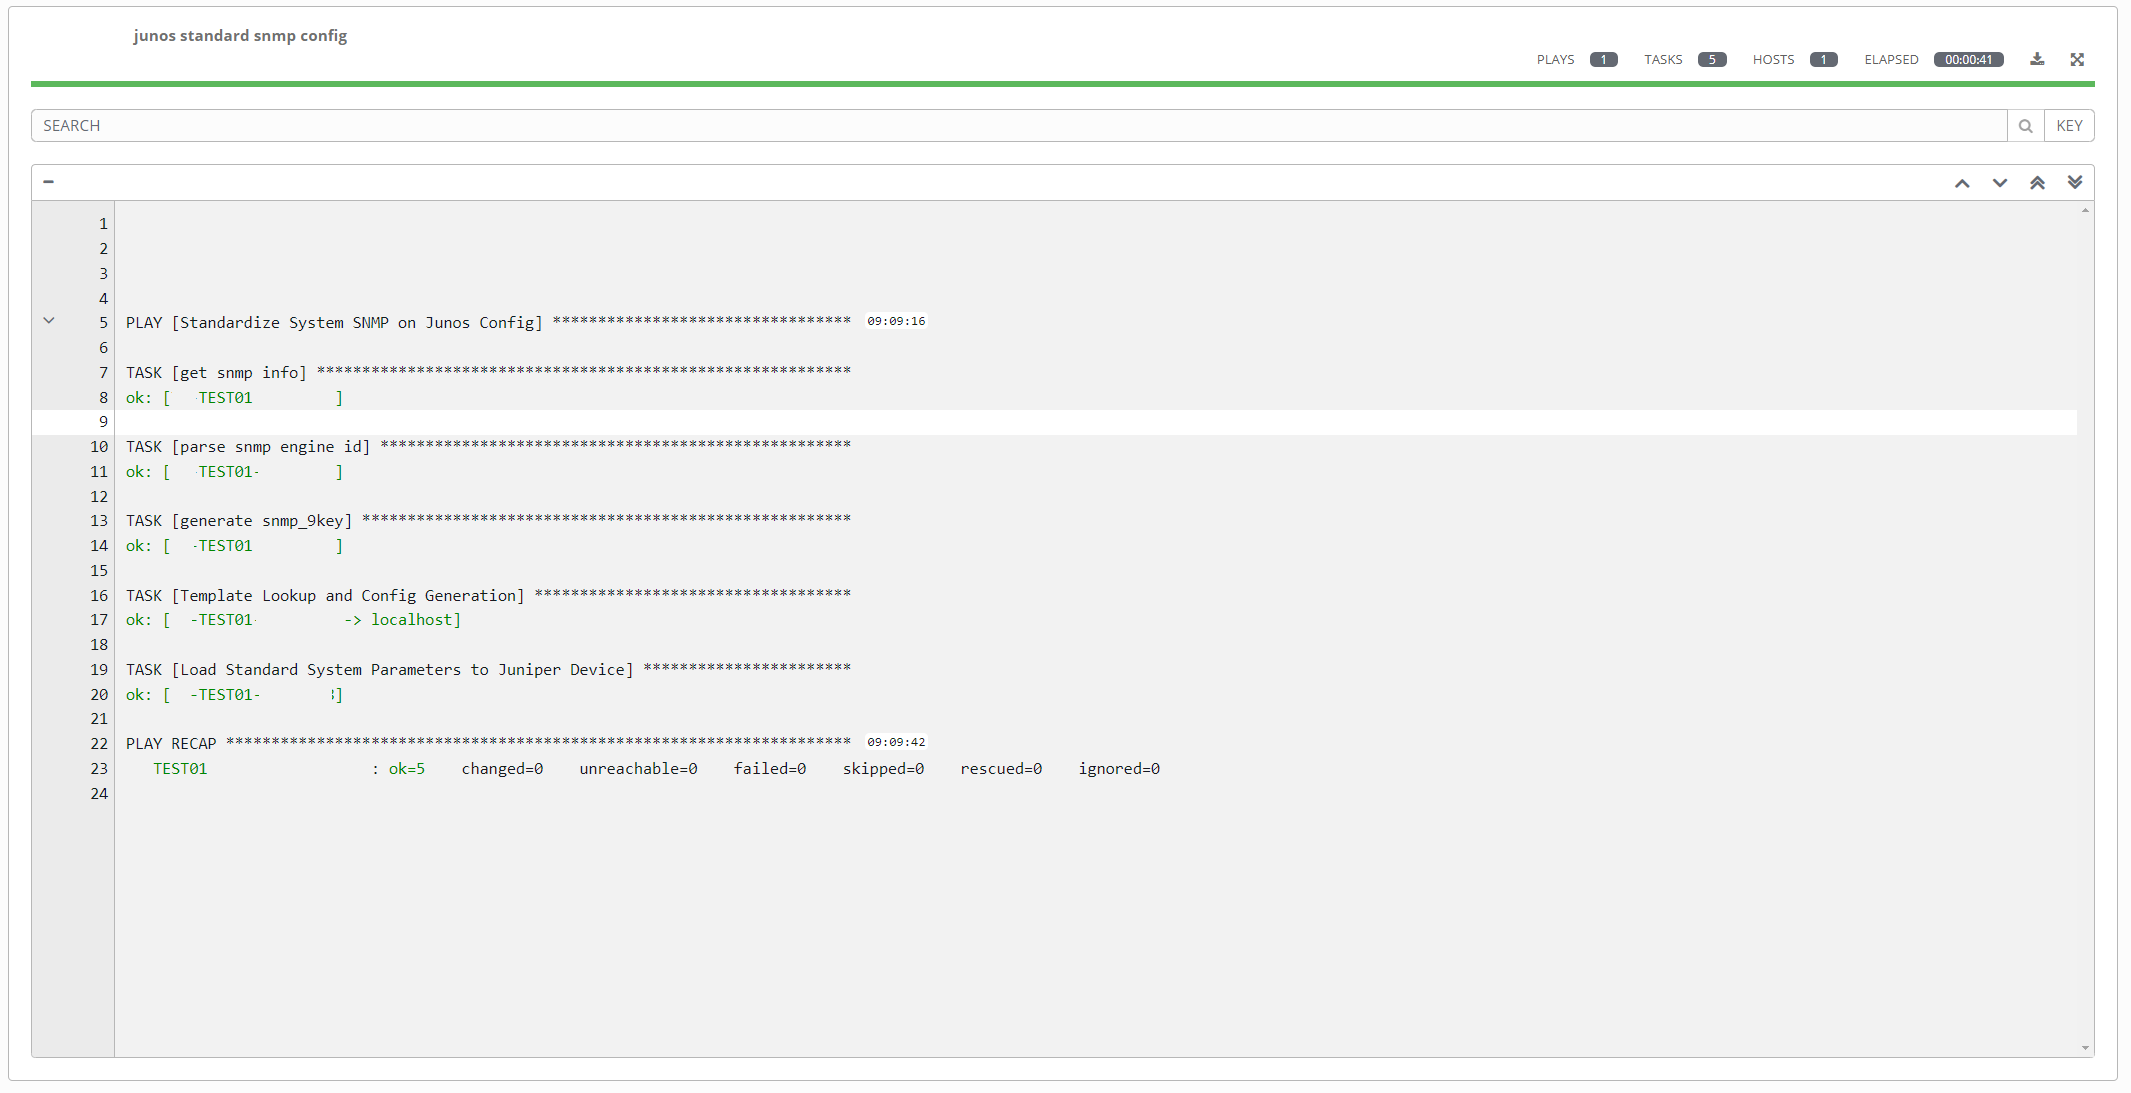 junos standard snmp config
PLAYS 1 TASKS 5 HOSTS 1 ELAPSED 00:00:41
SEARCH KEY
1
2
3
4
5 PLAY [Standardize System SNMP on Junos Config] ********************************* 09:09:16
6
7 TASK [get snmp info] ***********************************************************
8 ok: [ TEST01 ]
9
10 TASK [parse snmp engine id] ****************************************************
11 ok: [ TEST01- ]
12
13 TASK [generate snmp_9key] ******************************************************
14 ok: [ -TEST01 ]
15
16 TASK [Template Lookup and Config Generation] ***********************************
17 ok: [ -TEST01 -> localhost]
18
19 TASK [Load Standard System Parameters to Juniper Device] ***********************
20 ok: [ -TEST01- ]
21
22 PLAY RECAP ********************************************************************* 09:09:42
23 TEST01 : ok=5 changed=0 unreachable=0 failed=0 skipped=0 rescued=0 ignored=0
24